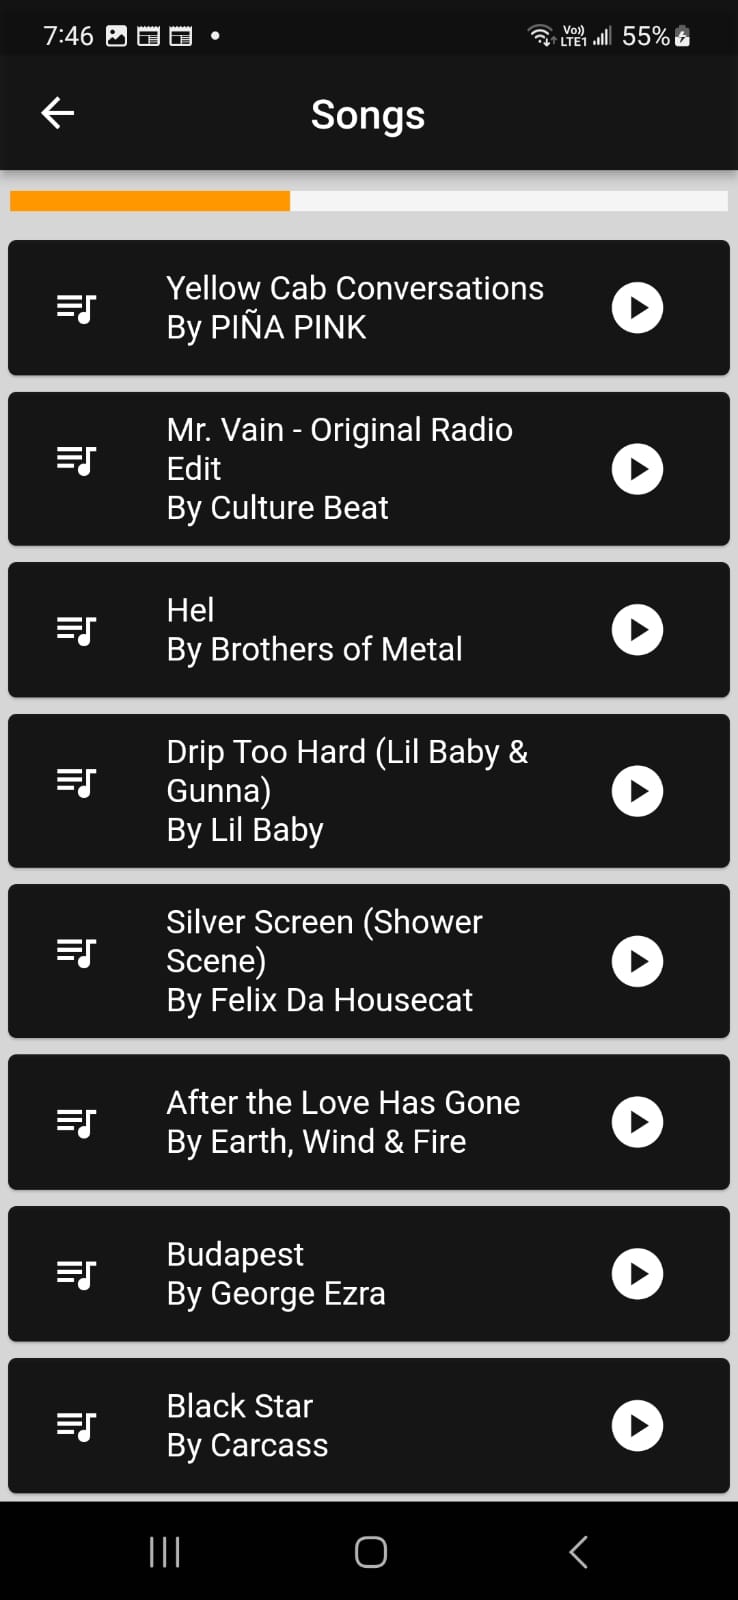 7:46 Vo)) LTE1 55%
Songs
Yellow Cab Conversations
By PIÑA PINK
Mr. Vain - Original Radio
Edit
By Culture Beat
Hel
By Brothers of Metal
Drip Too Hard (Lil Baby &
Gunna)
By Lil Baby
Silver Screen (Shower
Scene)
By Felix Da Housecat
After the Love Has Gone
By Earth, Wind & Fire
Budapest
By George Ezra
Black Star
By Carcass